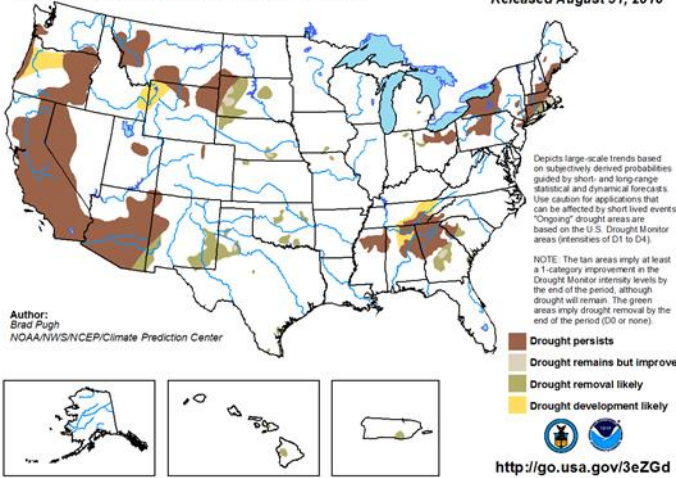 Released August 31, 2016
Depicts large-scale trends based
on subjectively derived probabilities
guided by short- and long-range
statistical and dynamical forecasts.
Use caution for applications that
can be affected by short lived events.
"Ongoing" drought areas are
based on the U.S. Drought Monitor
areas (intensities of D1 to D4).
NOTE: The tan areas imply at least
a 1-category improvement in the
Drought Monitor intensity levels by
the end of the period, although
drought will remain. The green
areas imply drought removal by the
end of the period (D0 or none).
Author:
Brad Pugh
NOAA/NWS/NCEP/Climate Prediction Center
Drought persists
Drought remains but improve
Drought removal likely
Drought development likely
http://go.usa.gov/3eZGd